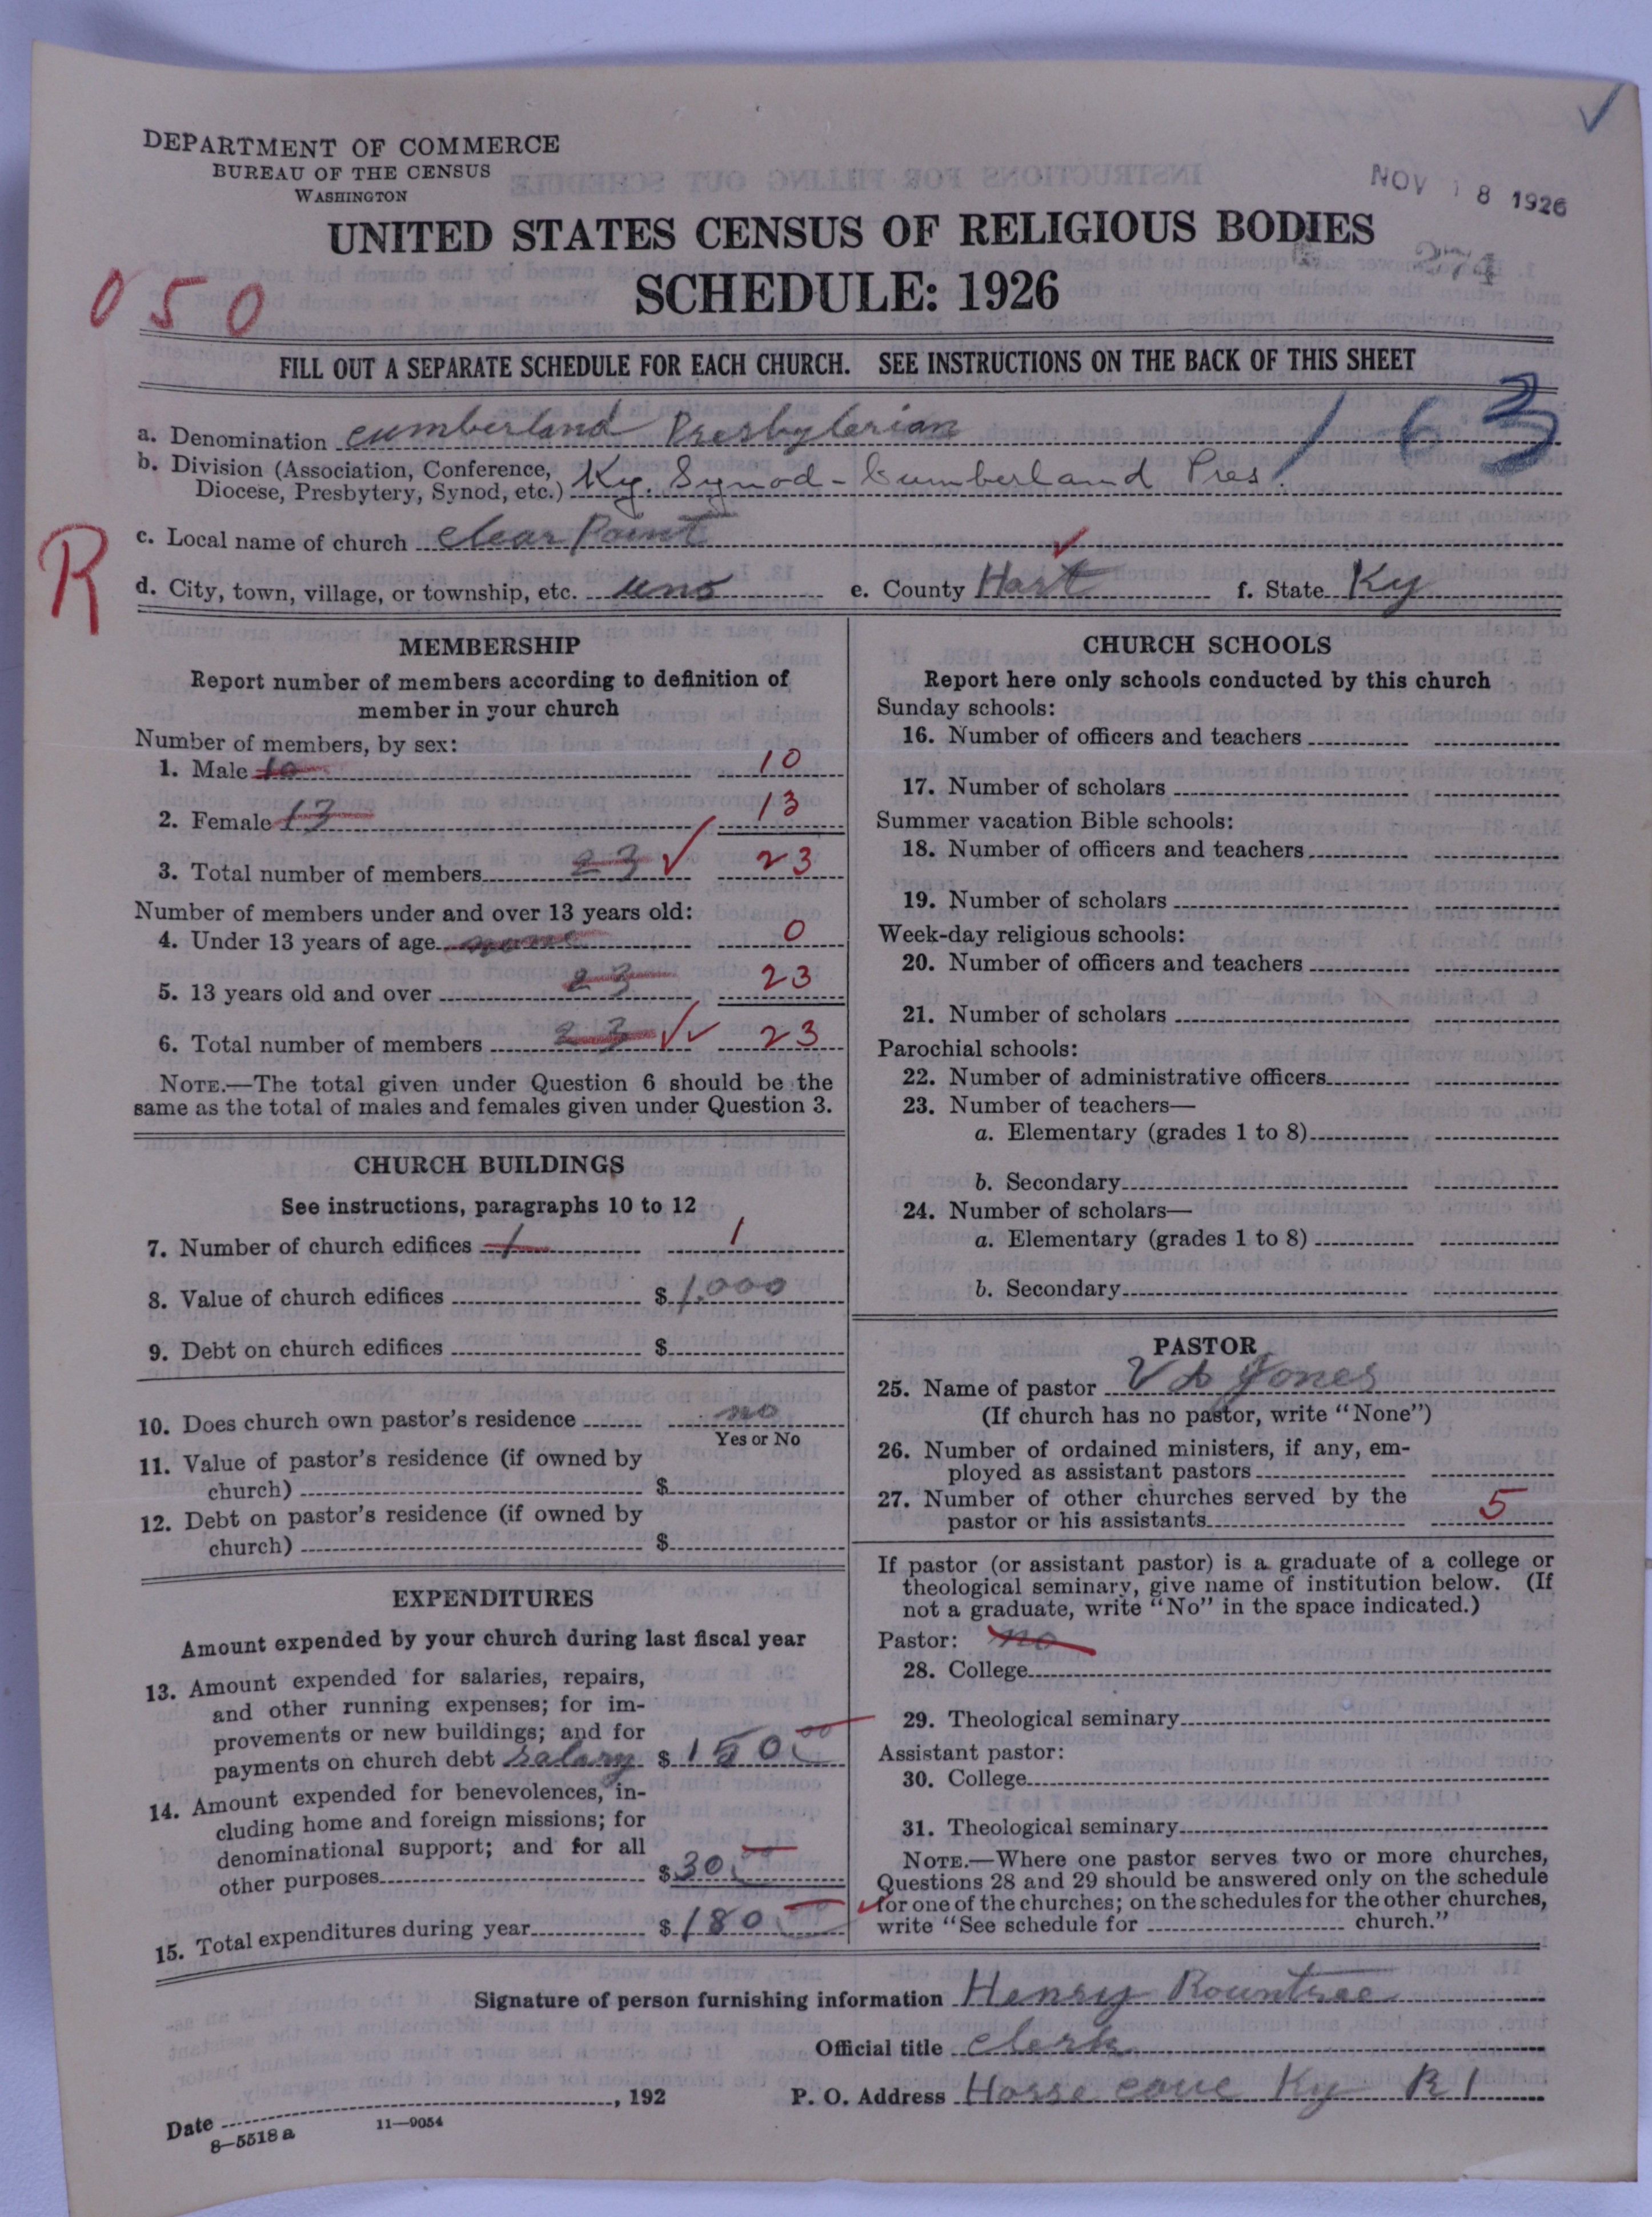 DEPARTMENT OF COMMERCE
BUREAU OF THE CENSUS
WASHINGTON
NOV 18 1926
UNITED STATES CENSUS OF RELIGIOUS BODIES
274
SCHEDULE: 1926
050
FILL OUT A SEPARATE SCHEDULE FOR EACH CHURCH. SEE INSTRUCTIONS ON THE BACK OF THIS SHEET
163
a. Denomination cumberland Presbyterian
b. Division (Association, Conference, Diocese, Presbytery, Synod, etc.) Ky. Synod - Cumberland Pres.
R
c. Local name of church clear Point
d. City, town, village, or township, etc. uno e. County Hart f. State Ky
MEMBERSHIP
Report number of members according to definition of
member in your church
Number of members, by sex:
1. Male 10 10
2. Female 13 13
3. Total number of members 23 23
Number of members under and over 13 years old:
4. Under 13 years of age none 0
5. 13 years old and over 23 23
6. Total number of members 23 23
NOTE.—The total given under Question 6 should be the
same as the total of males and females given under Question 3.
CHURCH BUILDINGS
See instructions, paragraphs 10 to 12
7. Number of church edifices 1 1
8. Value of church edifices $ 1,000
9. Debt on church edifices $
10. Does church own pastor's residence no
Yes or No
11. Value of pastor's residence (if owned by
church) $
12. Debt on pastor's residence (if owned by
church) $
EXPENDITURES
Amount expended by your church during last fiscal year
13. Amount expended for salaries, repairs,
and other running expenses; for im-
provements or new buildings; and for
payments on church debt salary $ 150.00
14. Amount expended for benevolences, in-
cluding home and foreign missions; for
denominational support; and for all
other purposes $ 30
15. Total expenditures during year $ 180
CHURCH SCHOOLS
Report here only schools conducted by this church
Sunday schools:
16. Number of officers and teachers
17. Number of scholars
Summer vacation Bible schools:
18. Number of officers and teachers
19. Number of scholars
Week-day religious schools:
20. Number of officers and teachers
21. Number of scholars
Parochial schools:
22. Number of administrative officers
23. Number of teachers—
a. Elementary (grades 1 to 8)
b. Secondary
24. Number of scholars—
a. Elementary (grades 1 to 8)
b. Secondary
PASTOR
25. Name of pastor V Jones
(If church has no pastor, write "None")
26. Number of ordained ministers, if any, em-
ployed as assistant pastors
27. Number of other churches served by the
pastor or his assistants 5
If pastor (or assistant pastor) is a graduate of a college or
theological seminary, give name of institution below. (If
not a graduate, write "No" in the space indicated.)
Pastor: no
28. College
29. Theological seminary
Assistant pastor:
30. College
31. Theological seminary
NOTE.—Where one pastor serves two or more churches,
Questions 28 and 29 should be answered only on the schedule
for one of the churches; on the schedules for the other churches,
write "See schedule for church."
Signature of person furnishing information Henry Rountree
Official title clerk
Date , 192 P. O. Address Horse cave Ky R 1
8—5518 a 11—9054